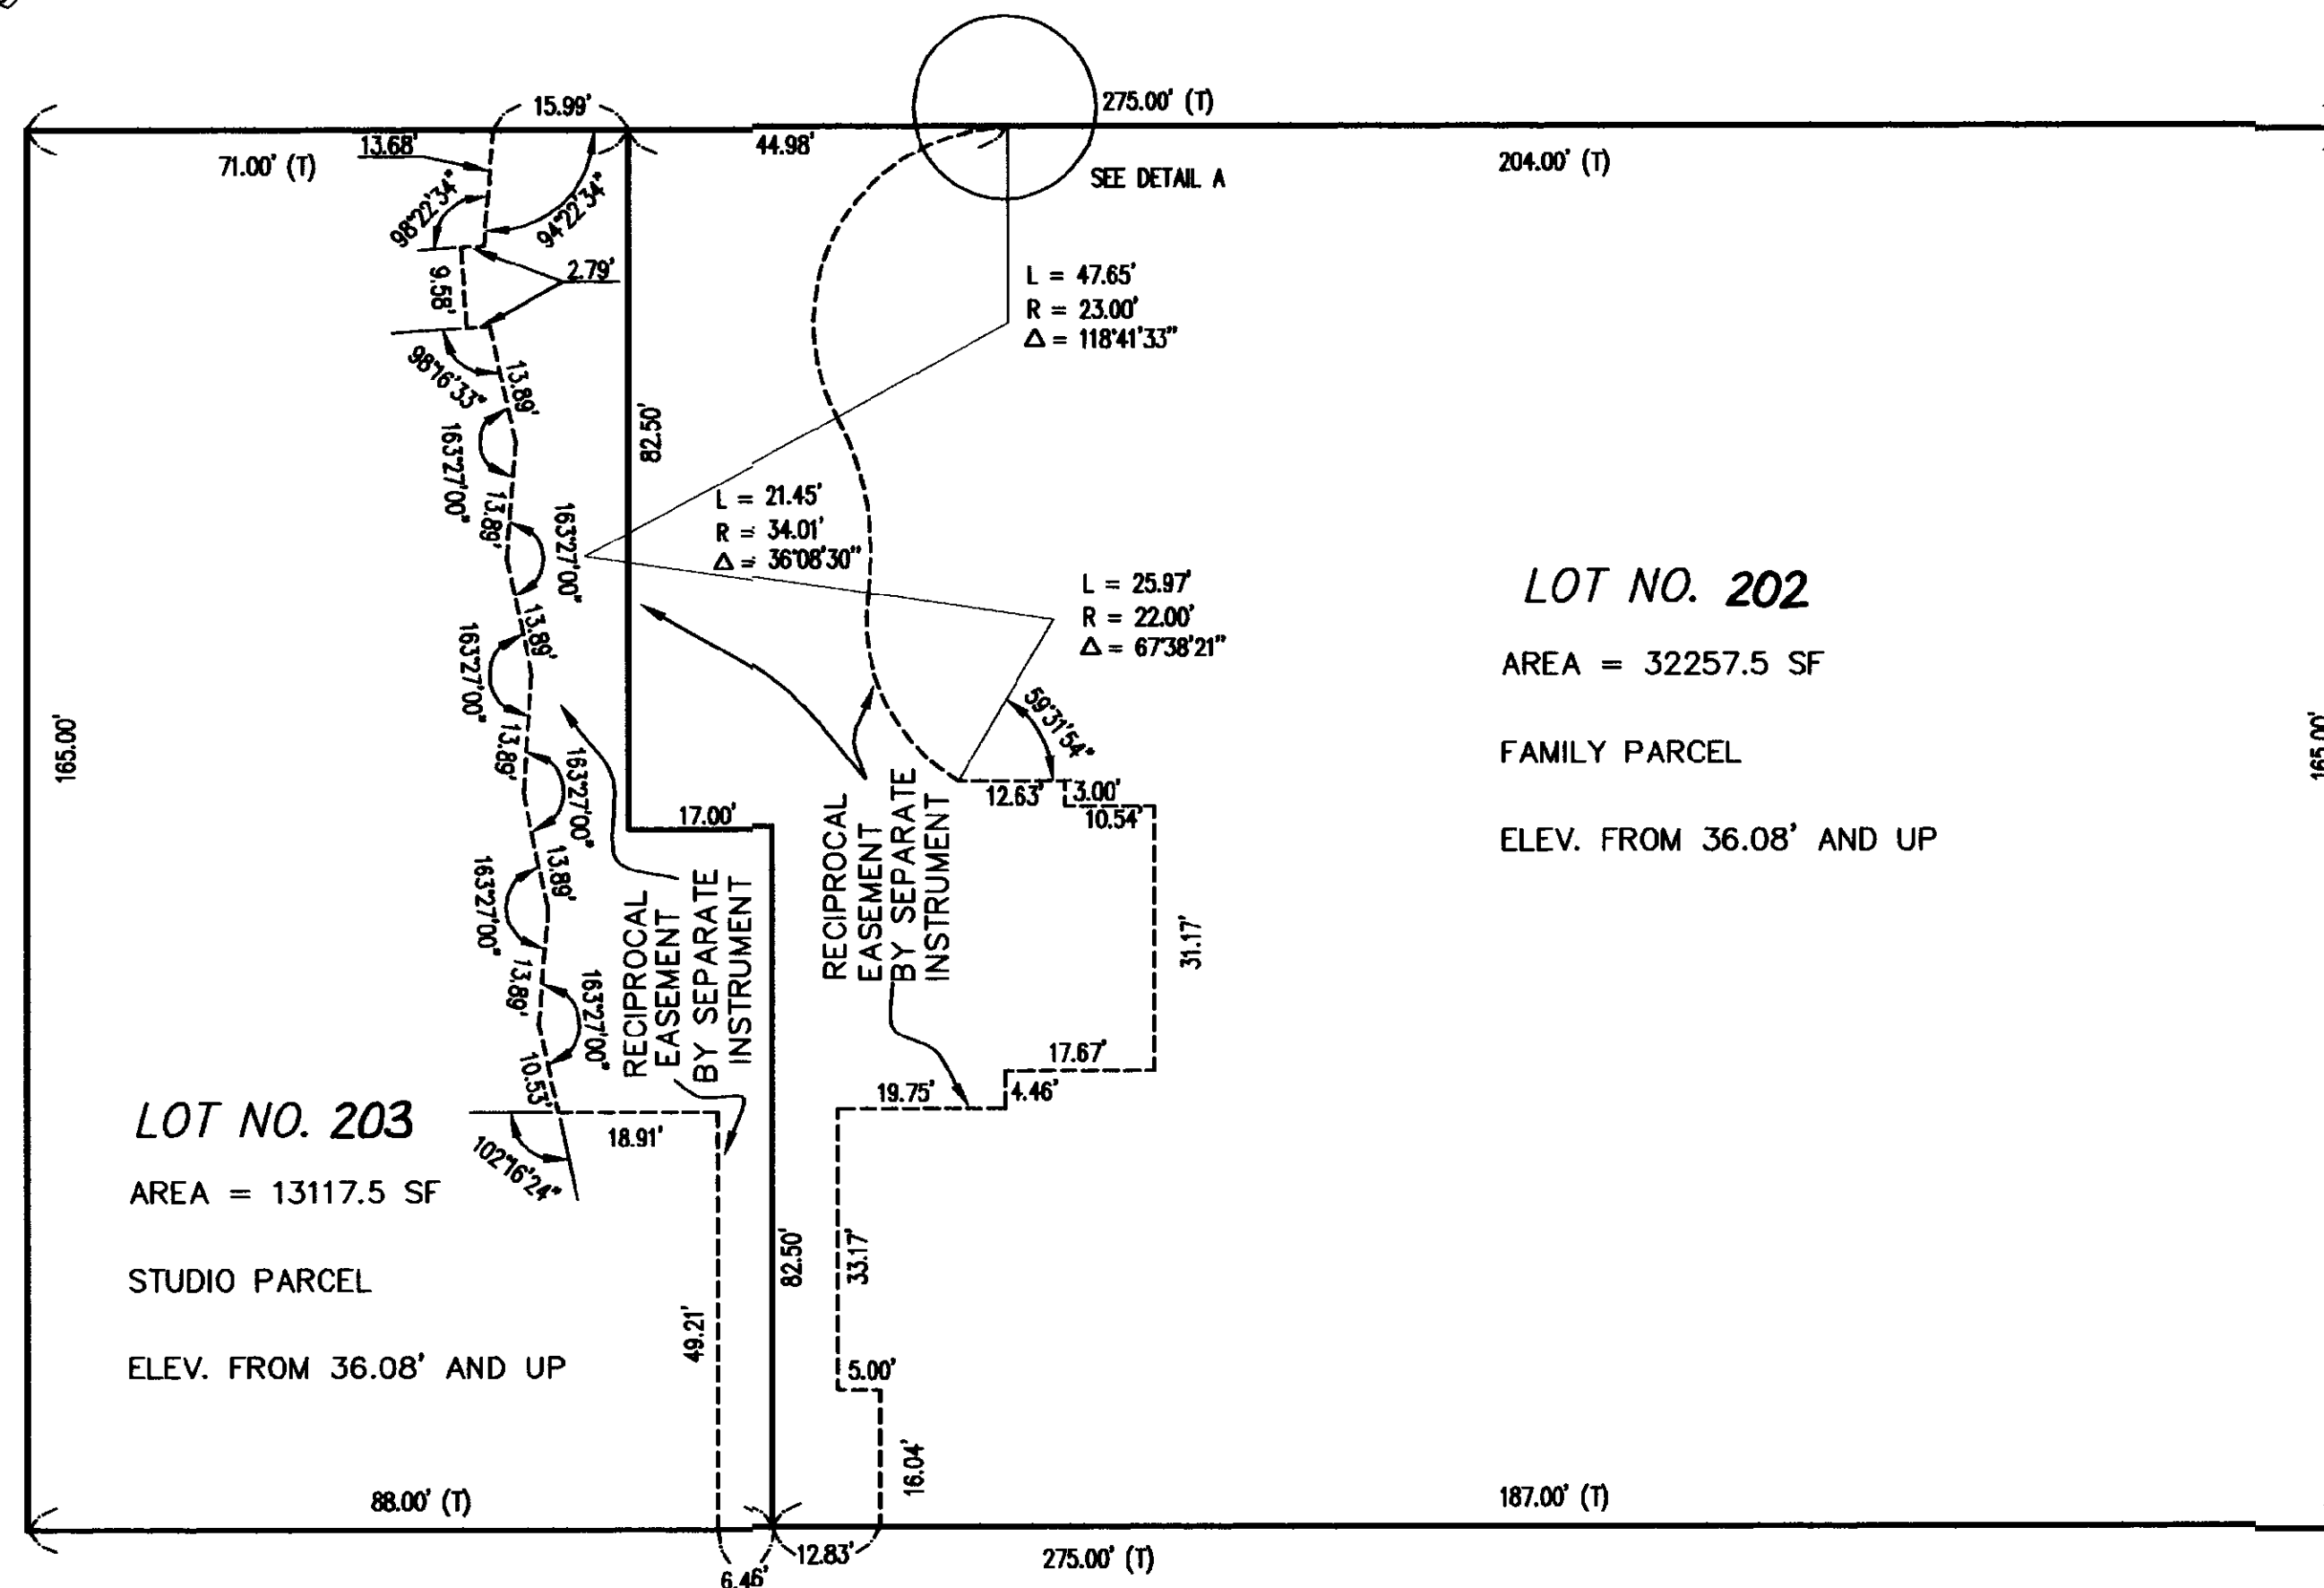 15.99'
275.00' (T)
13.68'
44.98'
71.00' (T)
204.00' (T)
SEE DETAIL A
98°22'34"
94°22'34"
2.79'
9.58'
L = 47.65'
R = 23.00'
Δ = 118°41'33"
98°16'33"
13.89'
82.50'
163°27'00"
13.89'
163°27'00"
L = 21.45'
R = 34.01'
Δ = 36°08'30"
L = 25.97'
R = 22.00'
Δ = 67°38'21"
LOT NO. 202
AREA = 32257.5 SF
FAMILY PARCEL
ELEV. FROM 36.08' AND UP
13.89'
163°27'00"
59°31'54"
165.00'
165.00'
13.89'
163°27'00"
12.63'
3.00'
10.54'
17.00'
13.89'
163°27'00"
RECIPROCAL
EASEMENT
BY SEPARATE
INSTRUMENT
RECIPROCAL
EASEMENT
BY SEPARATE
INSTRUMENT
31.17'
13.89'
163°27'00"
10.53'
17.67'
19.75'
4.46'
LOT NO. 203
AREA = 13117.5 SF
STUDIO PARCEL
ELEV. FROM 36.08' AND UP
18.91'
102°16'24"
82.50'
33.17'
49.21'
5.00'
16.04'
88.00' (T)
187.00' (T)
12.83'
6.46'
275.00' (T)